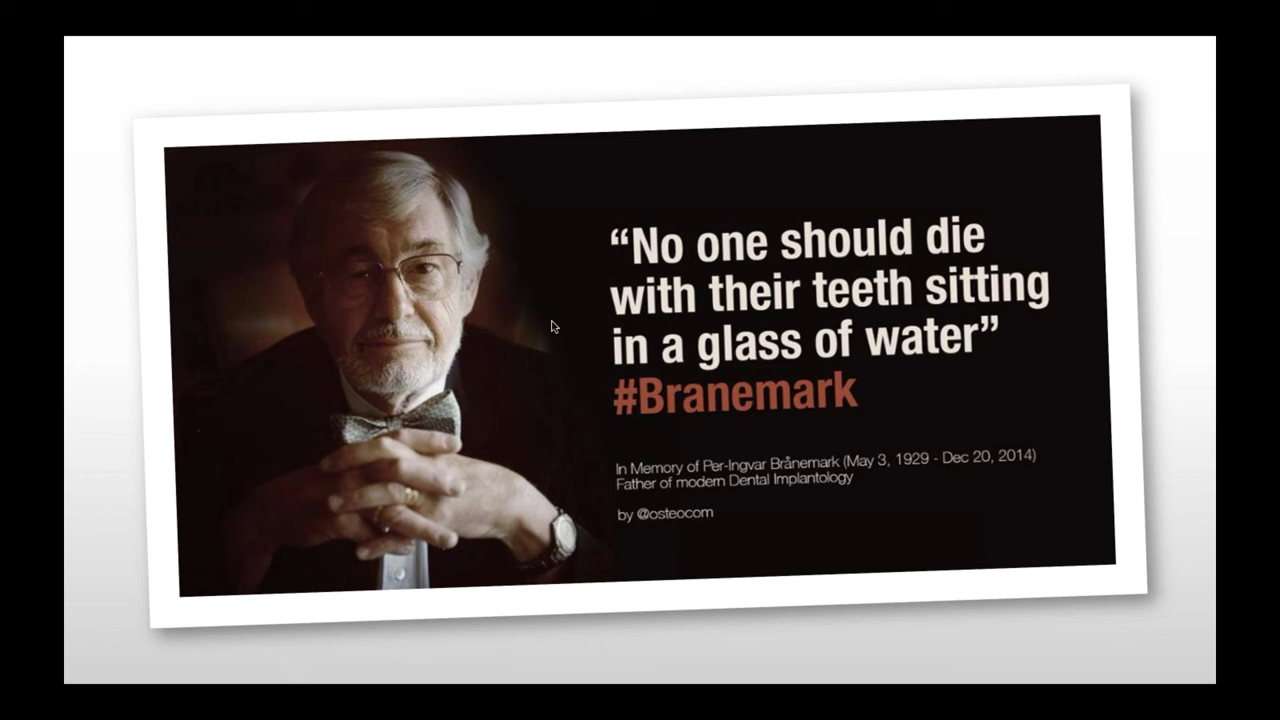 “No one should die
with their teeth sitting
in a glass of water”
#Branemark
In Memory of Per-Ingvar Brånemark (May 3, 1929 - Dec 20, 2014)
Father of modern Dental Implantology
by @osteocom